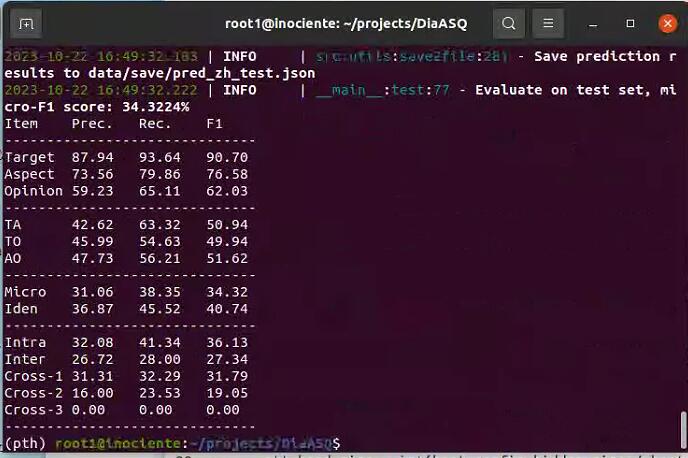 root1@inociente: ~/projects/DiaASQ
2023-10-22 16:49:32.183 | INFO     | src.utils:save2file:28) - Save prediction r
esults to data/save/pred_zh_test.json
2023-10-22 16:49:32.222 | INFO     | __main__:test:77 - Evaluate on test set, mi
cro-F1 score: 34.3224%
Item    Prec.   Rec.    F1
------------------------------
Target  87.94   93.64   90.70
Aspect  73.56   79.86   76.58
Opinion 59.23   65.11   62.03
------------------------------
TA      42.62   63.32   50.94
TO      45.99   54.63   49.94
AO      47.73   56.21   51.62
------------------------------
Micro   31.06   38.35   34.32
Iden    36.87   45.52   40.74
------------------------------
Intra   32.08   41.34   36.13
Inter   26.72   28.00   27.34
Cross-1 31.31   32.29   31.79
Cross-2 16.00   23.53   19.05
Cross-3 0.00    0.00    0.00
------------------------------
(pth) root1@inociente:~/projects/DiaASQ$